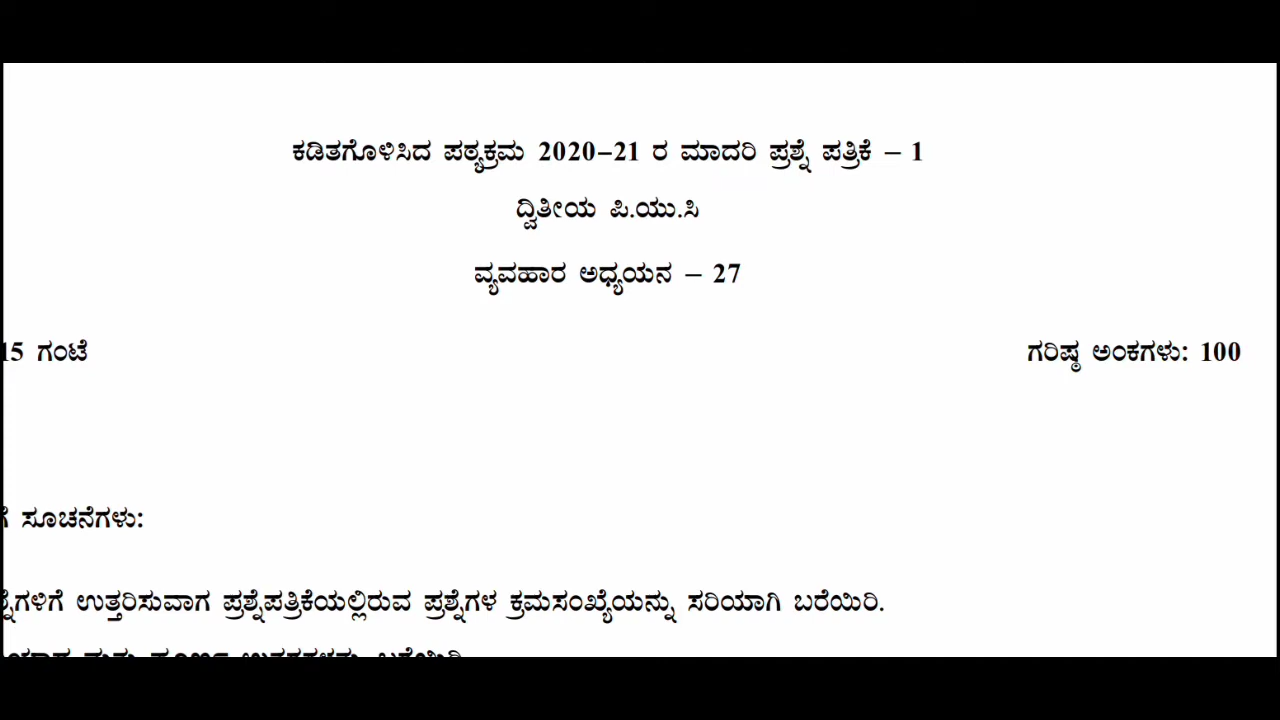 ಕಡಿತಗೊಳಿಸಿದ ಪಠ್ಯಕ್ರಮ 2020–21 ರ ಮಾದರಿ ಪ್ರಶ್ನೆ ಪತ್ರಿಕೆ – 1
ದ್ವಿತೀಯ ಪಿ.ಯು.ಸಿ
ವ್ಯವಹಾರ ಅಧ್ಯಯನ – 27
15 ಗಂಟೆ ಗರಿಷ್ಠ ಅಂಕಗಳು: 100
ಸೂಚನೆಗಳು:
ಉತ್ತರಿಸುವಾಗ ಪ್ರಶ್ನೆಪತ್ರಿಕೆಯಲ್ಲಿರುವ ಪ್ರಶ್ನೆಗಳ ಕ್ರಮಸಂಖ್ಯೆಯನ್ನು ಸರಿಯಾಗಿ ಬರೆಯಿರಿ.